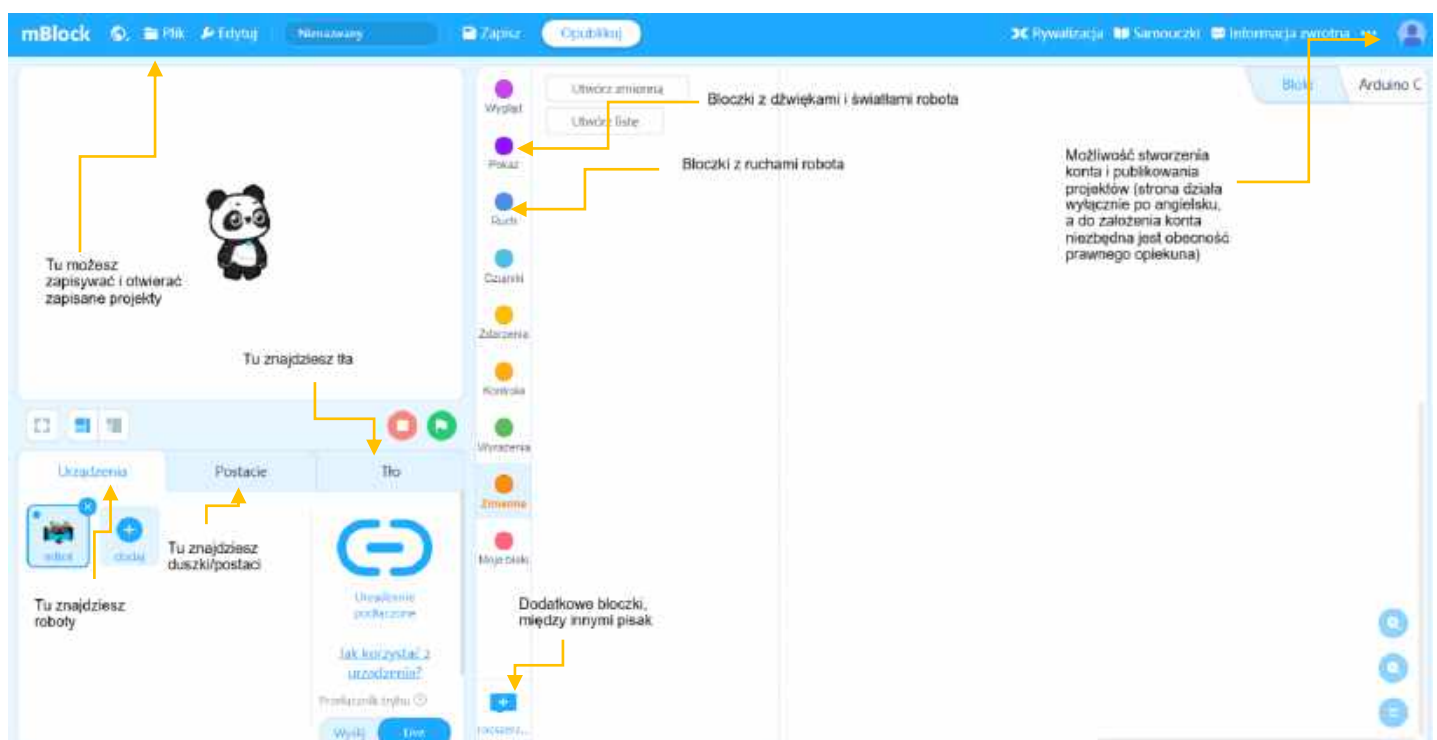 mBlock Plik Edytuj Nienazwany Zapisz Opublikuj Rywalizacja Samouczki Informacja zwrotna
Wygląd
Utwórz zmienną
Utwórz listę
Bloczki z dźwiękami i światłami robota
Bloki
Arduino C
Pokaz
Bloczki z ruchami robota
Ruch
Możliwość stworzenia
konta i publikowania
projektów (strona działa
wyłącznie po angielsku,
a do założenia konta
niezbędna jest obecność
prawnego opiekuna)
Tu możesz
zapisywać i otwierać
zapisane projekty
Czujniki
Zdarzenia
Tu znajdziesz tła
Kontrola
Wyrażenia
Urządzenia
Postacie
Tło
Zmienne
mBot
dodaj
Tu znajdziesz
duszki/postaci
Moje bloki
Tu znajdziesz
roboty
Urządzenie
podłączone
Dodatkowe bloczki,
między innymi pisak
Jak korzystać z
urządzenia?
Przełącznik trybu
Wyślij
Live